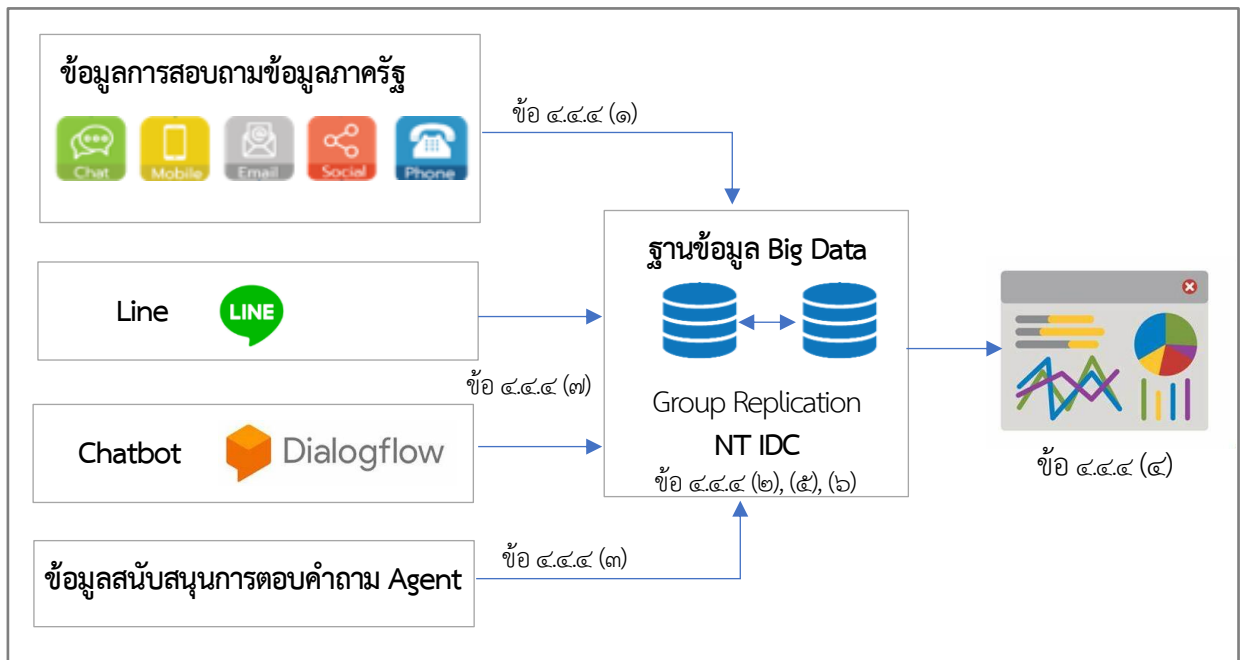 ข้อมูลการสอบถามข้อมูลภาครัฐ
Chat
Mobile
Email
Social
Phone
ข้อ ๔.๔.๔ (๑)
Line
LINE
ข้อ ๔.๔.๔ (๗)
Chatbot
Dialogflow
ข้อมูลสนับสนุนการตอบคำถาม Agent
ข้อ ๔.๔.๔ (๓)
ฐานข้อมูล Big Data
Group Replication
NT IDC
ข้อ ๔.๔.๔ (๒), (๕), (๖)
ข้อ ๔.๔.๔ (๔)